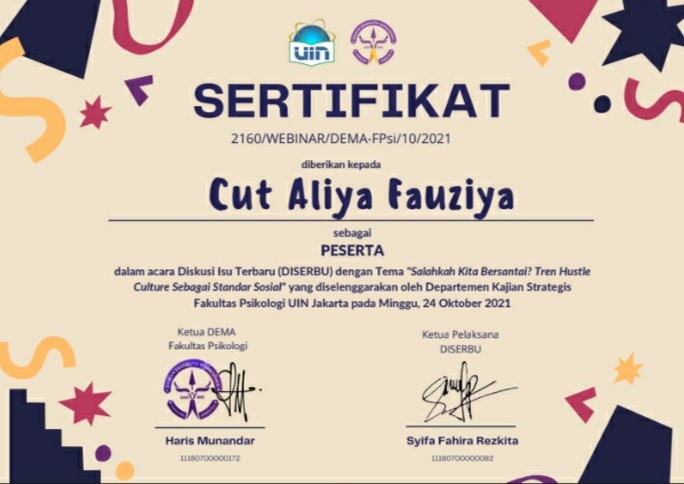 UIN
SERTIFIKAT
2160/WEBINAR/DEMA-FPsi/10/2021
diberikan kepada
Cut Aliya Fauziya
sebagai
PESERTA
dalam acara Diskusi Isu Terbaru (DISERBU) dengan Tema "Salahkah Kita Bersantai? Tren Hustle
Culture Sebagai Standar Sosial" yang diselenggarakan oleh Departemen Kajian Strategis
Fakultas Psikologi UIN Jakarta pada Minggu, 24 Oktober 2021
Ketua DEMA
Fakultas Psikologi
Haris Munandar
11180700000172
Ketua Pelaksana
DISERBU
Syifa Fahira Rezkita
11180700000082